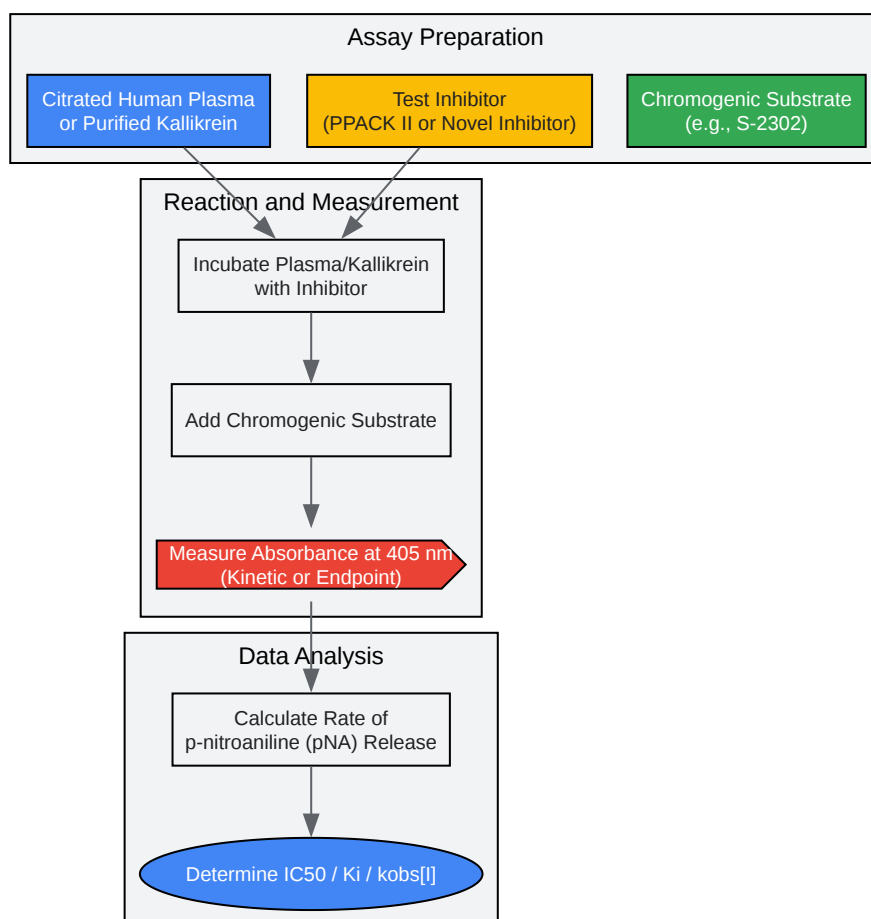 Assay Preparation
Citrated Human Plasma
or Purified Kallikrein
Test Inhibitor
(PPACK II or Novel Inhibitor)
Chromogenic Substrate
(e.g., S-2302)
Reaction and Measurement
Incubate Plasma/Kallikrein
with Inhibitor
Add Chromogenic Substrate
Measure Absorbance at 405 nm
(Kinetic or Endpoint)
Data Analysis
Calculate Rate of
p-nitroaniline (pNA) Release
Determine IC50 / Ki / kobs[I]